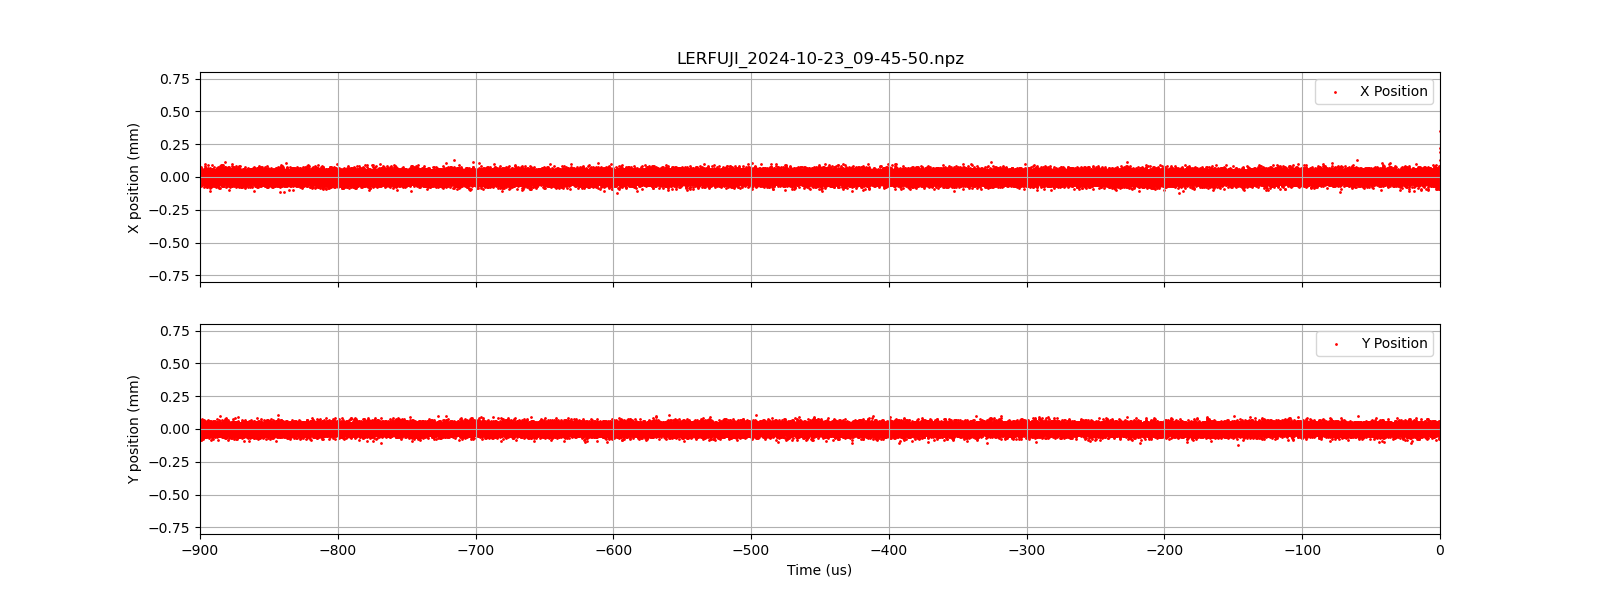 LERFUJI_2024-10-23_09-45-50.npz
X position (mm)
0.75
0.50
0.25
0.00
−0.25
−0.50
−0.75
X Position
Y position (mm)
0.75
0.50
0.25
0.00
−0.25
−0.50
−0.75
Y Position
−900 −800 −700 −600 −500 −400 −300 −200 −100 0
Time (us)